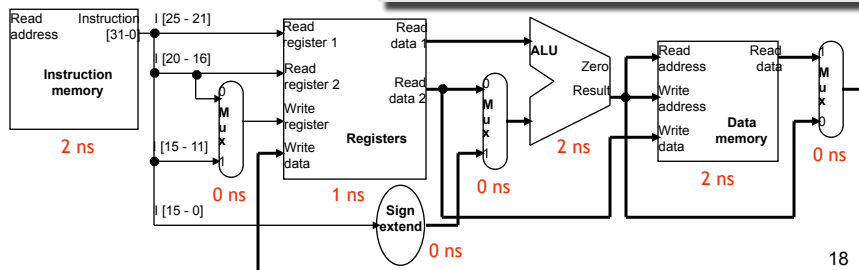 Read
address
Instruction
[31-0]
Instruction
memory
2 ns
I [25 - 21]
I [20 - 16]
I [15 - 11]
I [15 - 0]
0
M
u
x
1
0 ns
Read
register 1
Read
register 2
Write
register
Write
data
Read
data 1
Read
data 2
Registers
1 ns
Sign
extend
0 ns
0
M
u
x
1
0 ns
ALU
Zero
Result
2 ns
Read
address
Write
address
Write
data
Read
data
Data
memory
2 ns
1
M
u
x
0
0 ns
18